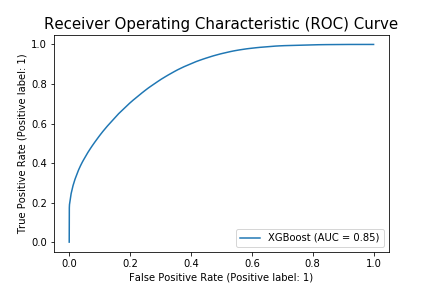 Receiver Operating Characteristic (ROC) Curve
True Positive Rate (Positive label: 1)
1.0
0.8
0.6
0.4
0.2
0.0
XGBoost (AUC = 0.85)
0.0 0.2 0.4 0.6 0.8 1.0
False Positive Rate (Positive label: 1)